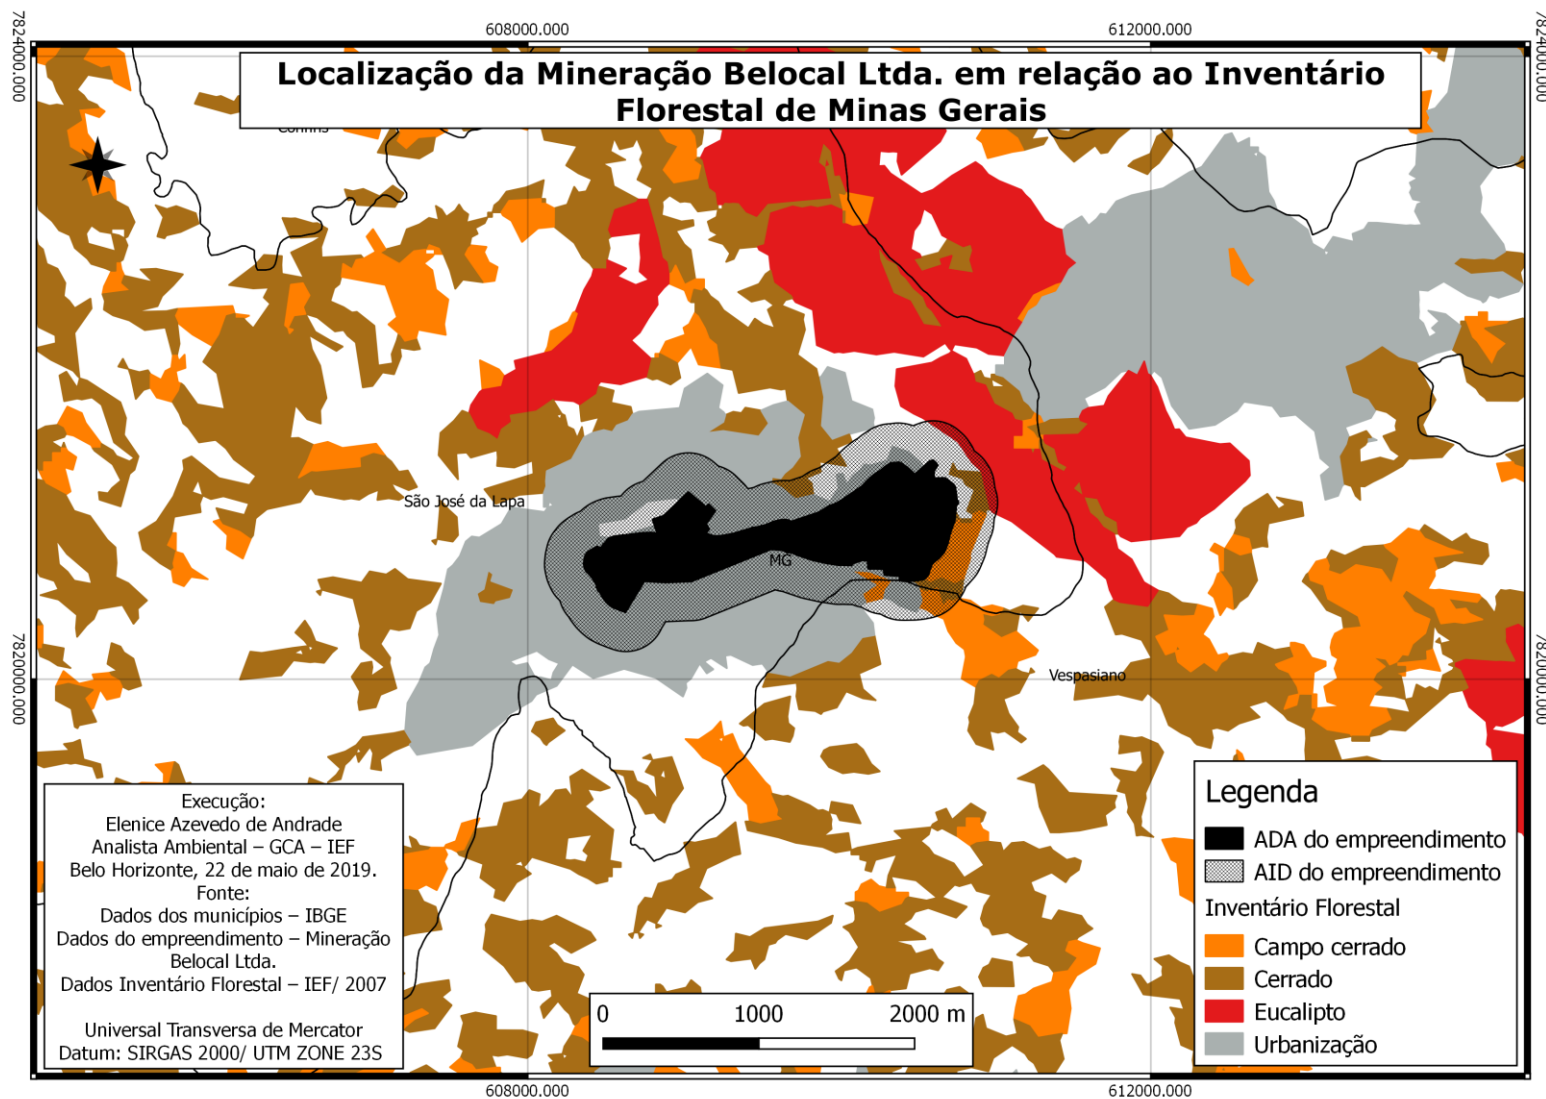 608000.000
612000.000
7824000.000
7824000.000
Localização da Mineração Belocal Ltda. em relação ao Inventário
Florestal de Minas Gerais
São José da Lapa
MG
Vespasiano
7820000.000
7820000.000
Execução:
Elenice Azevedo de Andrade
Analista Ambiental – GCA – IEF
Belo Horizonte, 22 de maio de 2019.
Fonte:
Dados dos municípios – IBGE
Dados do empreendimento – Mineração
Belocal Ltda.
Dados Inventário Florestal – IEF/ 2007
Universal Transversa de Mercator
Datum: SIRGAS 2000/ UTM ZONE 23S
0 1000 2000 m
Legenda
ADA do empreendimento
AID do empreendimento
Inventário Florestal
Campo cerrado
Cerrado
Eucalipto
Urbanização
608000.000
612000.000